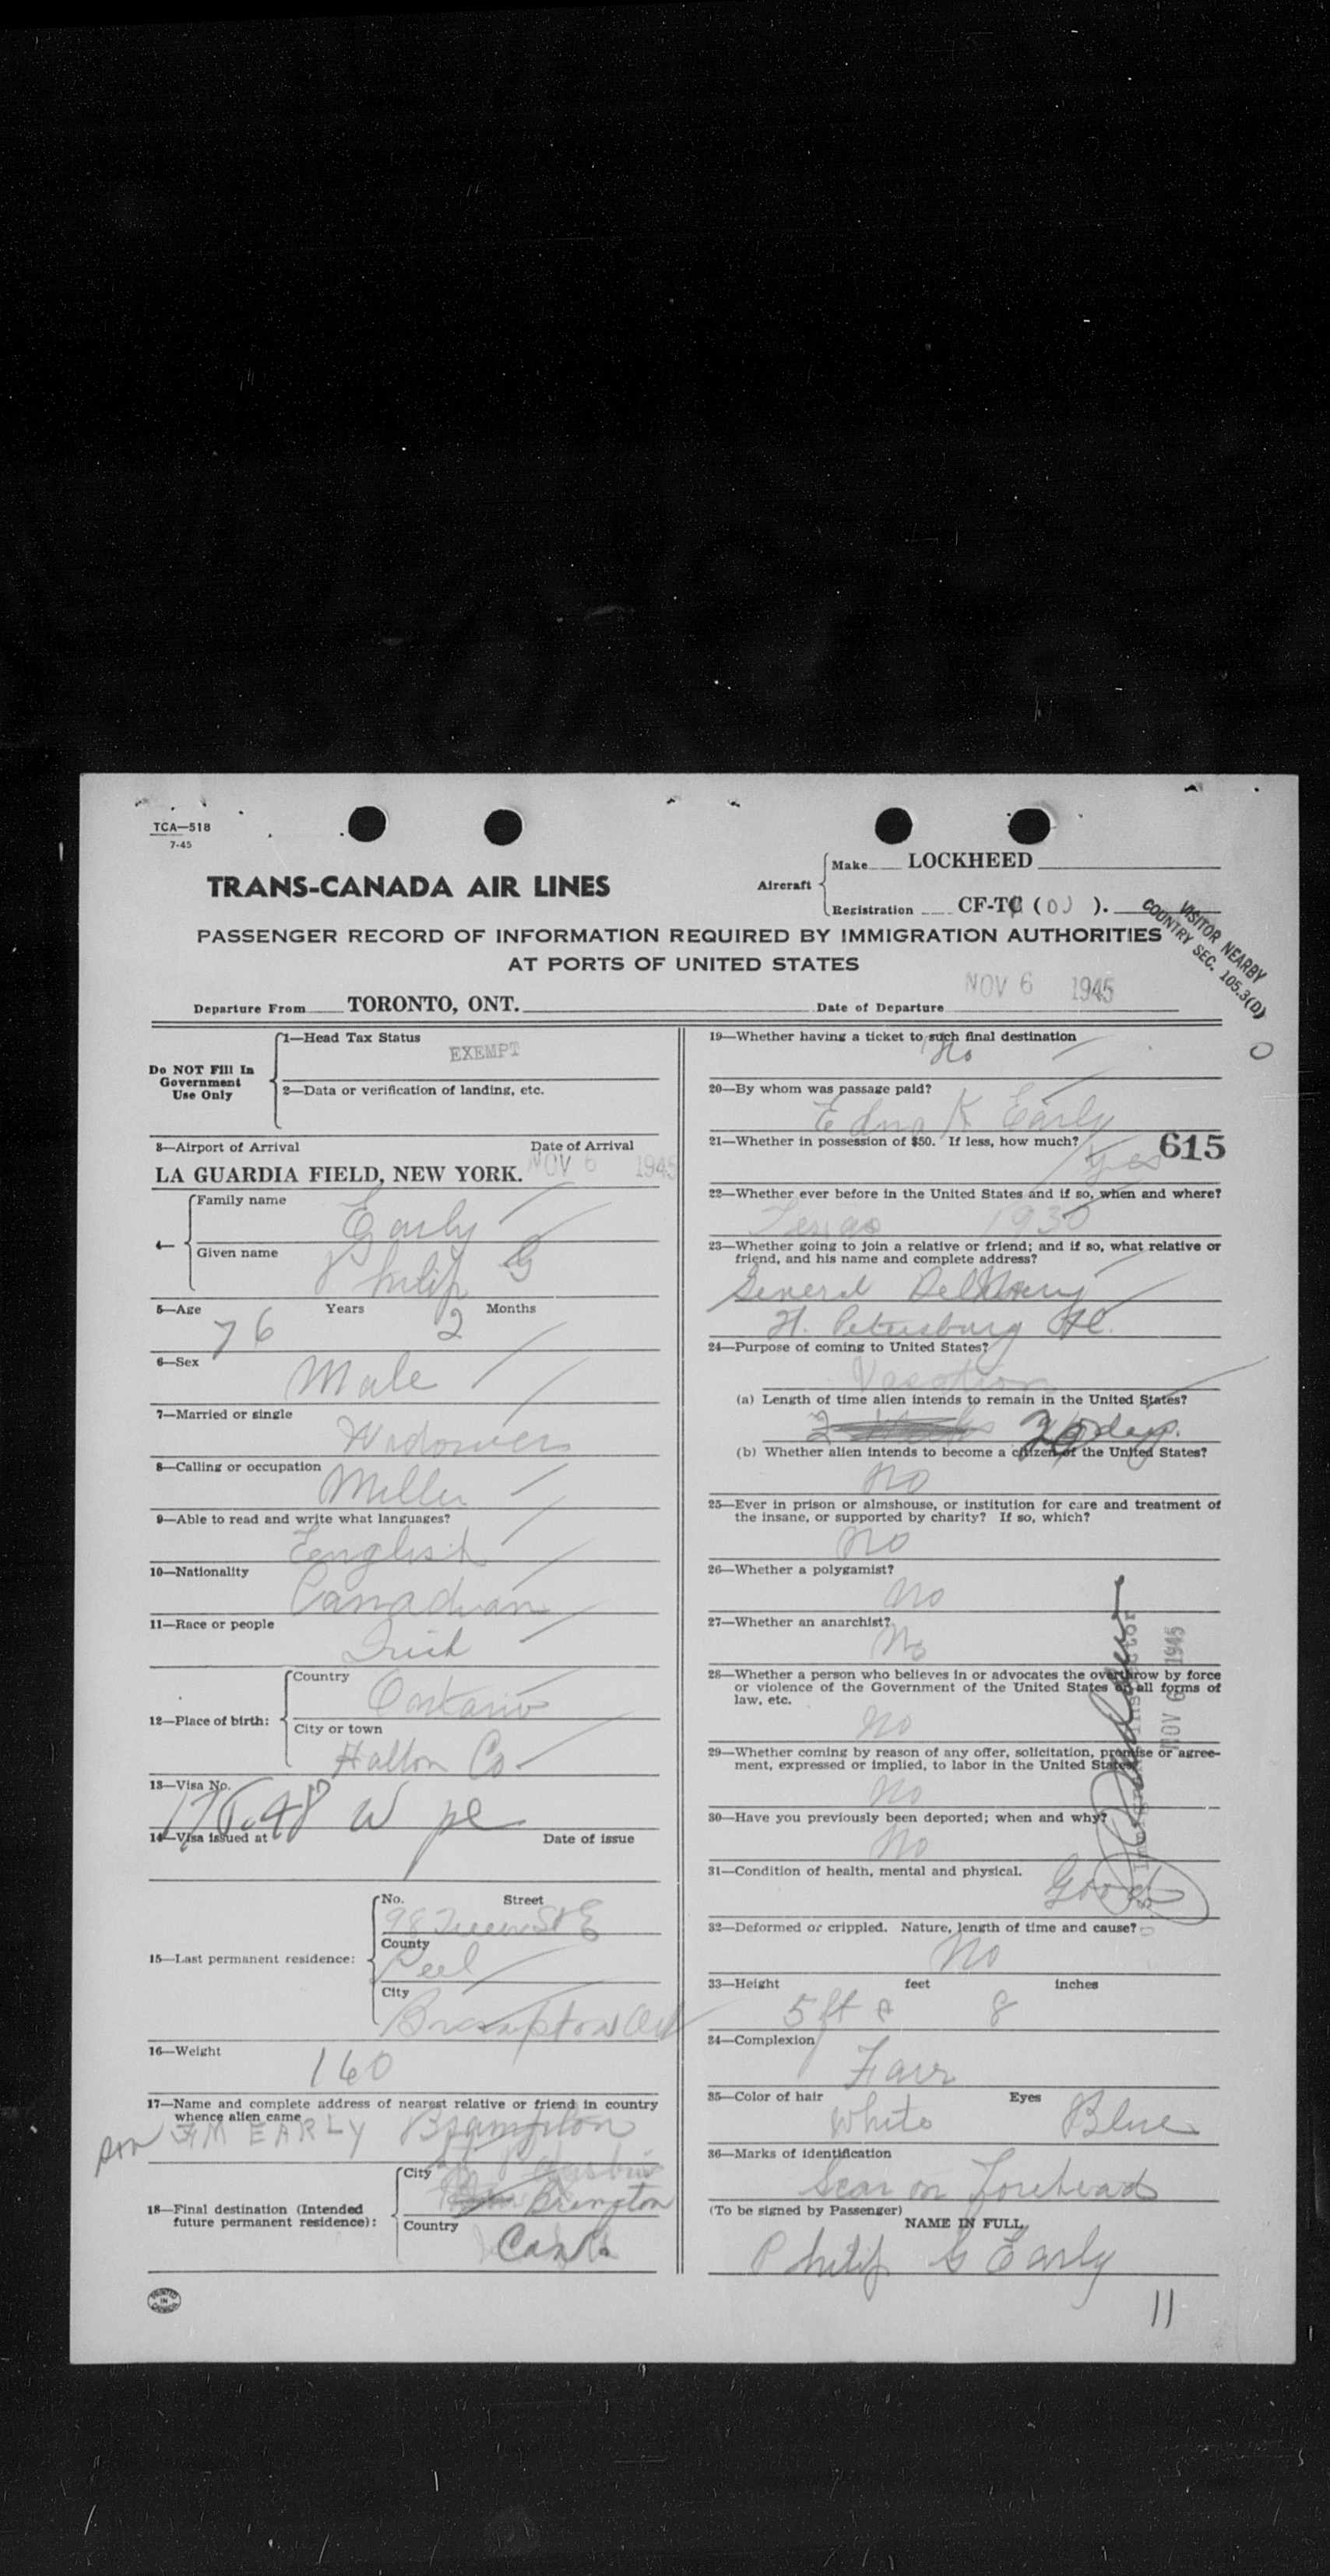 TCA—518
7-45
TRANS-CANADA AIR LINES
Aircraft
Make LOCKHEED
Registration CF-TC ( ).
PASSENGER RECORD OF INFORMATION REQUIRED BY IMMIGRATION AUTHORITIES
AT PORTS OF UNITED STATES
VISITOR NEARBY
COUNTRY SEC. 105.3(D)
Departure From TORONTO, ONT.
Date of Departure NOV 6 1945
Do NOT Fill In
Government
Use Only
1—Head Tax Status
EXEMPT
2—Data or verification of landing, etc.
3—Airport of Arrival Date of Arrival
LA GUARDIA FIELD, NEW YORK. NOV 6 1945
4—
Family name
Early
Given name
Philip G
5—Age Years Months
76 2
6—Sex
Male
7—Married or single
Widower
8—Calling or occupation
Miller
9—Able to read and write what languages?
English
10—Nationality
Canadian
11—Race or people
Irish
12—Place of birth:
Country
Ontario
City or town
Halton Co
13—Visa No.
14—Visa issued at Date of issue
15—Last permanent residence:
No. Street
98 Queen St E
County
Peel
City
Brampton Ont
16—Weight
160
17—Name and complete address of nearest relative or friend in country
whence alien came
son JIM EARLY Brampton
18—Final destination (Intended
future permanent residence):
City
Brampton
Country
Canada
PRINTED
IN
CANADA
19—Whether having a ticket to such final destination
No
20—By whom was passage paid?
Edna K Early
21—Whether in possession of $50. If less, how much?
Yes
615
22—Whether ever before in the United States and if so, when and where?
Texas 1930
23—Whether going to join a relative or friend; and if so, what relative or
friend, and his name and complete address?
General Delivery
St. Petersburg
24—Purpose of coming to United States?
Vacation
(a) Length of time alien intends to remain in the United States?
days.
(b) Whether alien intends to become a citizen of the United States?
No
25—Ever in prison or almshouse, or institution for care and treatment of
the insane, or supported by charity? If so, which?
No
26—Whether a polygamist?
No
27—Whether an anarchist?
No
28—Whether a person who believes in or advocates the overthrow by force
or violence of the Government of the United States or all forms of
law, etc.
No
29—Whether coming by reason of any offer, solicitation, promise or agree-
ment, expressed or implied, to labor in the United States
No
30—Have you previously been deported; when and why?
No
31—Condition of health, mental and physical.
Good
NOV 6 1945
32—Deformed or crippled. Nature, length of time and cause?
No
33—Height feet inches
5 ft 8
34—Complexion
Fair
35—Color of hair Eyes
White Blue
36—Marks of identification
Scar on Forehead
(To be signed by Passenger)
NAME IN FULL
Philip G Early
11